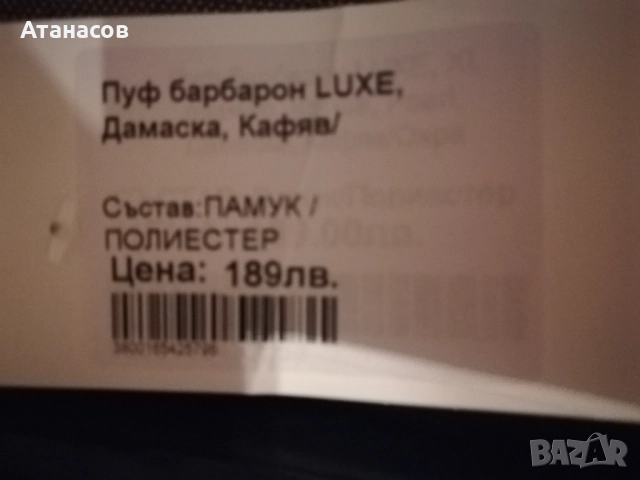 Атанасов
Пуф барбарон LUXE,
Дамаска, Кафяв/
Състав:ПАМУК /
ПОЛИЕСТЕР
Цена: 189лв.
BAZAR